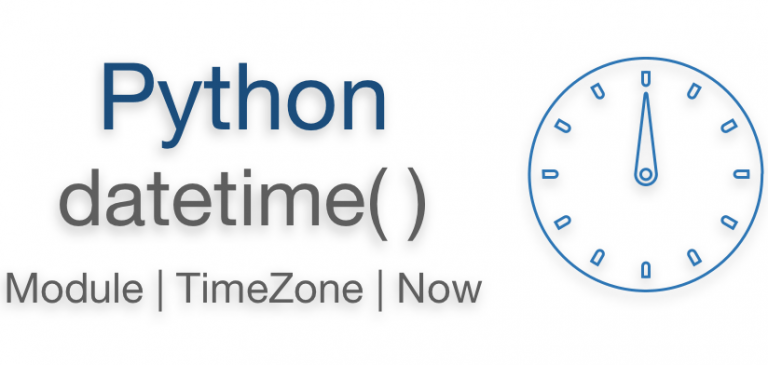 Python
datetime( )
Module | TimeZone | Now